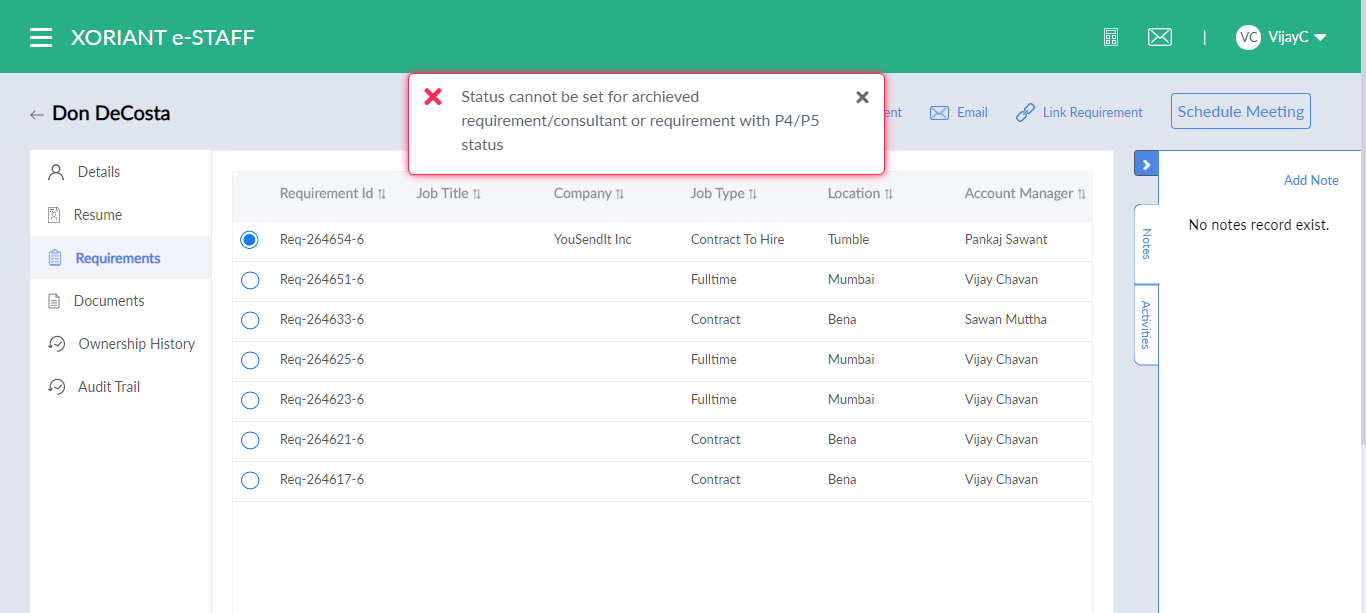 XORIANT e-STAFF
|
VC VijayC
Don DeCosta
Status cannot be set for archieved
requirement/consultant or requirement with P4/P5
status
ent
Email
Link Requirement
Schedule Meeting
Details
Resume
Requirements
Documents
Ownership History
Audit Trail
Requirement Id Job Title Company Job Type Location Account Manager
Req-264654-6 YouSendIt Inc Contract To Hire Tumble Pankaj Sawant
Req-264651-6 Fulltime Mumbai Vijay Chavan
Req-264633-6 Contract Bena Sawan Muttha
Req-264625-6 Fulltime Mumbai Vijay Chavan
Req-264623-6 Fulltime Mumbai Vijay Chavan
Req-264621-6 Contract Bena Vijay Chavan
Req-264617-6 Contract Bena Vijay Chavan
Add Note
Notes
No notes record exist.
Activities